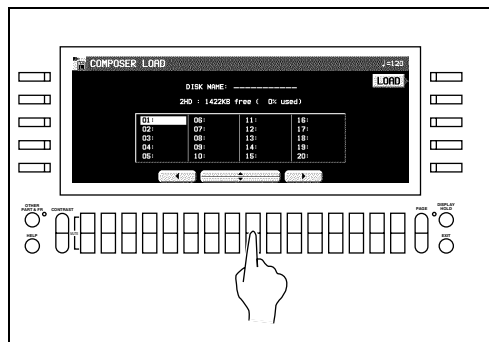 COMPOSER LOAD ♩=120
LOAD
DISK NAME: ____________
2HD : 1422KB free ( 0% used)
01: 06: 11: 16:
02: 07: 12: 17:
03: 08: 13: 18:
04: 09: 14: 19:
05: 10: 15: 20:
OTHER PART & FR
CONTRAST
PAGE
DISPLAY HOLD
MUTE
HELP
EXIT